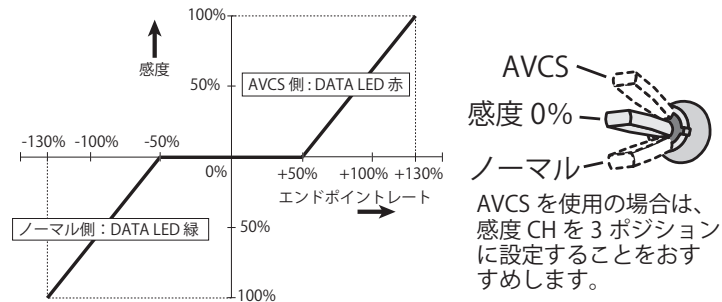 100%
感度
50%
AVCS 側 : DATA LED 赤
-130%
-100%
-50%
0%
+50%
+100%
+130%
エンドポイントレート
ノーマル側：DATA LED 緑
50%
100%
AVCS
感度 0%
ノーマル
AVCS を使用の場合は、
感度 CH を 3 ポジション
に設定することをおす
すめします。